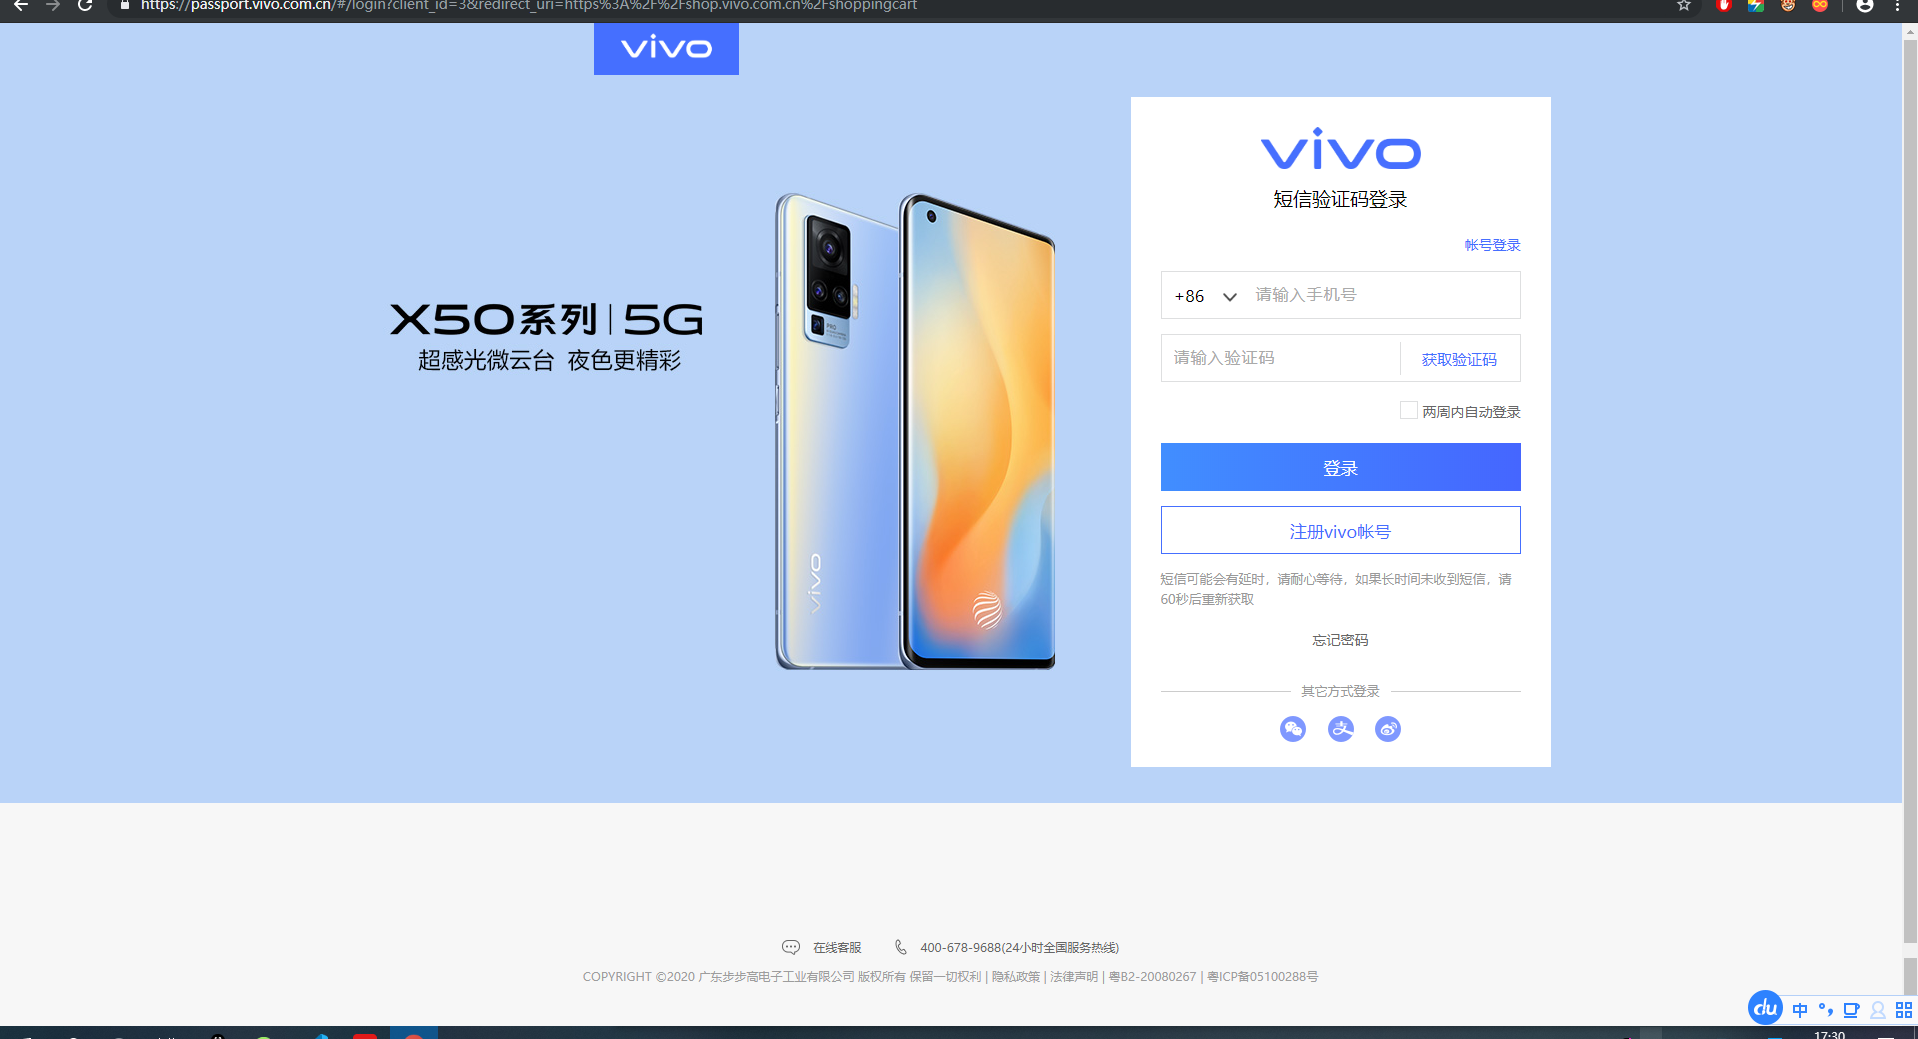 https://passport.vivo.com.cn/#/login?client_id=3&redirect_uri=https%3A%2F%2Fshop.vivo.com.cn%2Fshoppingcart
vivo
vivo
短信验证码登录
帐号登录
+86 请输入手机号
请输入验证码 获取验证码
两周内自动登录
登录
注册vivo帐号
短信可能会有延时，请耐心等待，如果长时间未收到短信，请
60秒后重新获取
忘记密码
其它方式登录
X50系列|5G
超感光微云台 夜色更精彩
PRO
vivo
在线客服 400-678-9688(24小时全国服务热线)
COPYRIGHT ©2020 广东步步高电子工业有限公司 版权所有 保留一切权利 | 隐私政策 | 法律声明 | 粤B2-20080267 | 粤ICP备05100288号
du 中
17:30